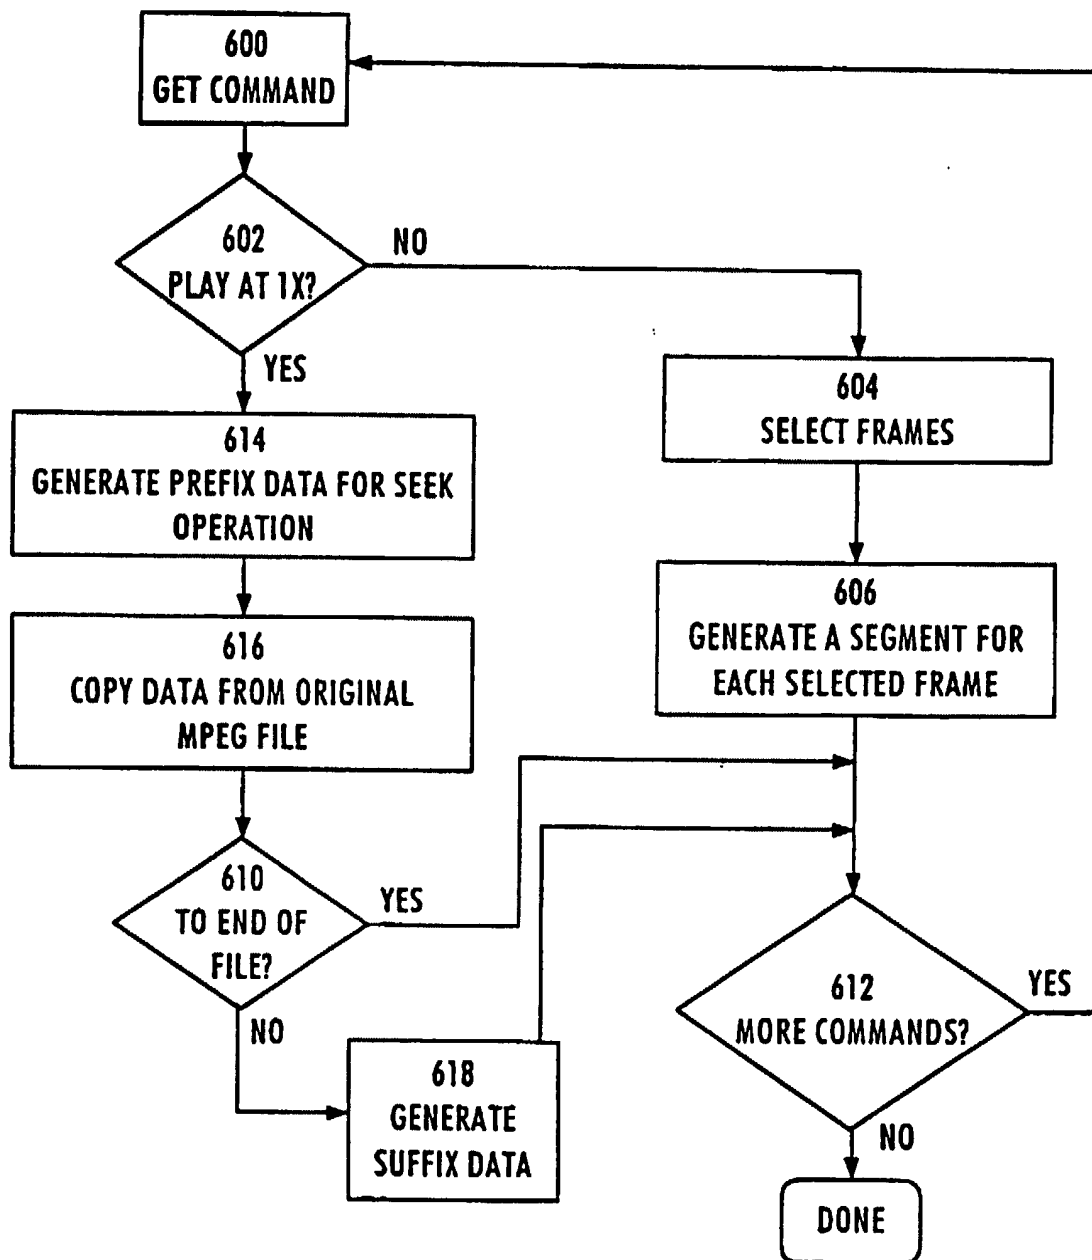 600
GET COMMAND
602
PLAY AT 1X?
NO
YES
604
SELECT FRAMES
614
GENERATE PREFIX DATA FOR SEEK
OPERATION
606
GENERATE A SEGMENT FOR
EACH SELECTED FRAME
616
COPY DATA FROM ORIGINAL
MPEG FILE
610
TO END OF
FILE?
YES
NO
612
MORE COMMANDS?
YES
NO
618
GENERATE
SUFFIX DATA
DONE